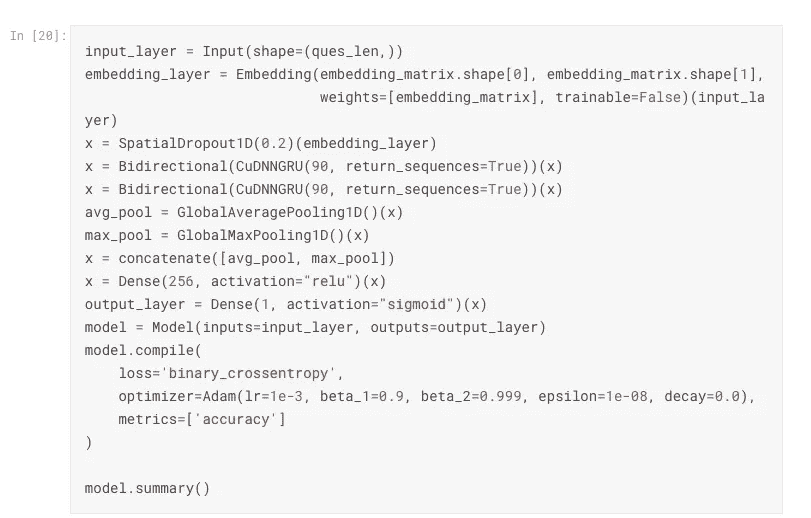 In [20]:
input_layer = Input(shape=(ques_len,))
embedding_layer = Embedding(embedding_matrix.shape[0], embedding_matrix.shape[1],
                            weights=[embedding_matrix], trainable=False)(input_la
yer)
x = SpatialDropout1D(0.2)(embedding_layer)
x = Bidirectional(CuDNNGRU(90, return_sequences=True))(x)
x = Bidirectional(CuDNNGRU(90, return_sequences=True))(x)
avg_pool = GlobalAveragePooling1D()(x)
max_pool = GlobalMaxPooling1D()(x)
x = concatenate([avg_pool, max_pool])
x = Dense(256, activation="relu")(x)
output_layer = Dense(1, activation="sigmoid")(x)
model = Model(inputs=input_layer, outputs=output_layer)
model.compile(
    loss='binary_crossentropy',
    optimizer=Adam(lr=1e-3, beta_1=0.9, beta_2=0.999, epsilon=1e-08, decay=0.0),
    metrics=['accuracy']
)
model.summary()